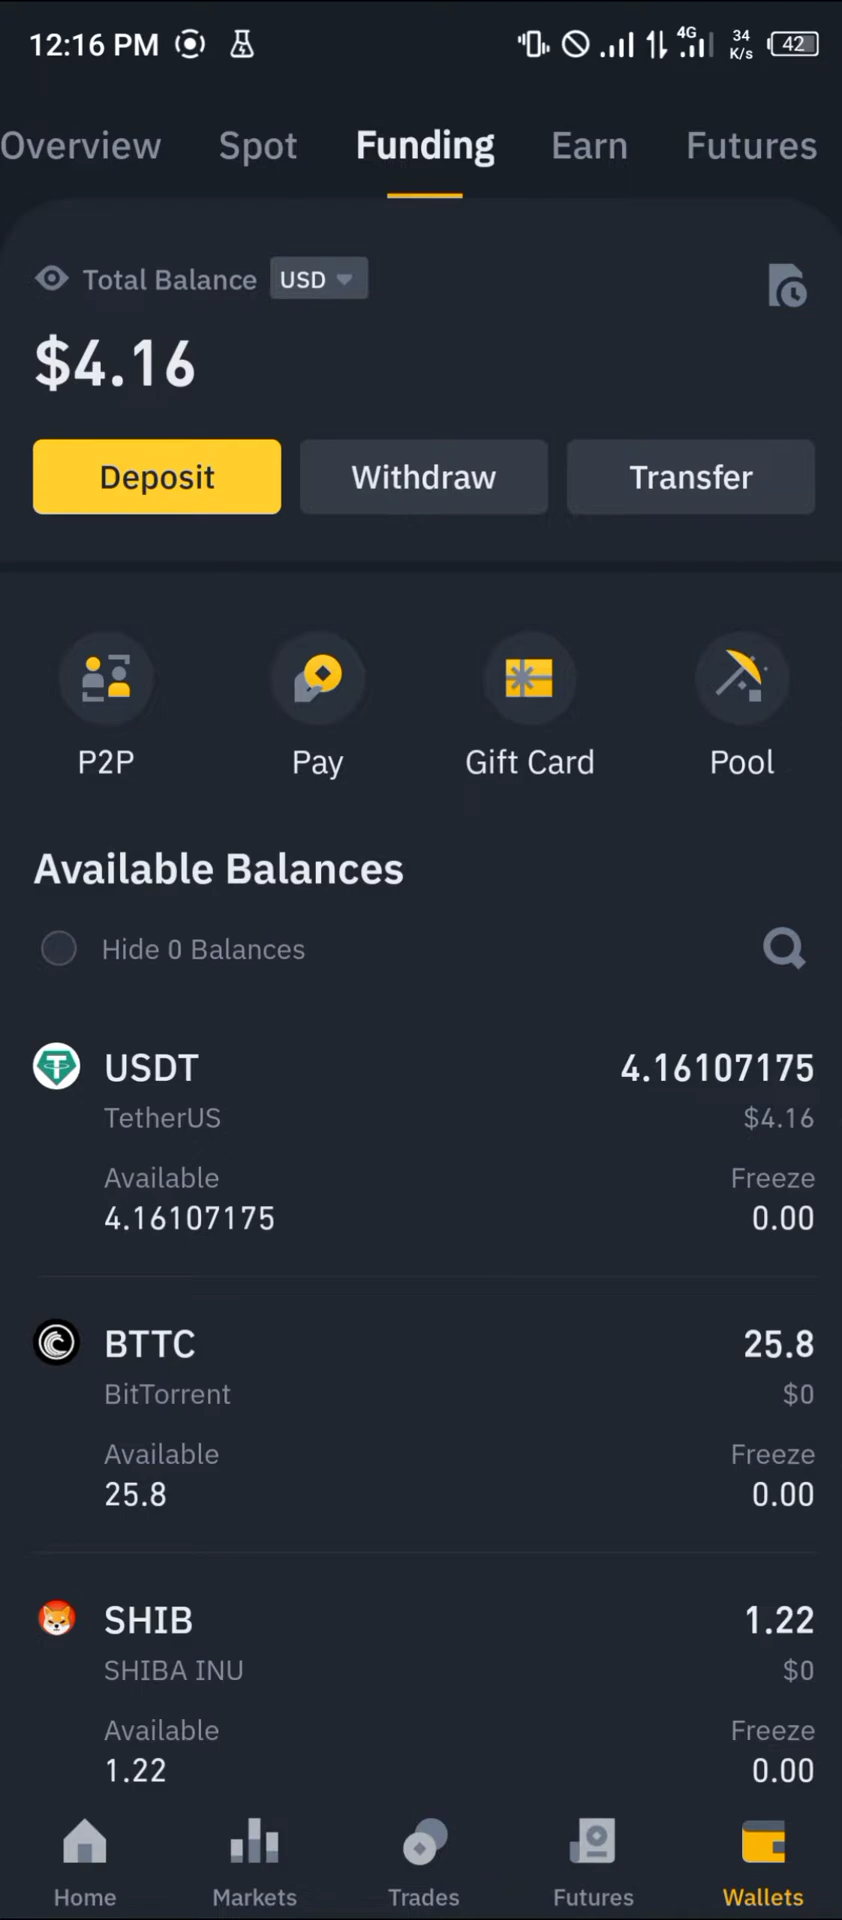 12:16 PM 4G 34 K/s 42
Overview Spot Funding Earn Futures
Total Balance USD
$4.16
Deposit Withdraw Transfer
P2P Pay Gift Card Pool
Available Balances
Hide 0 Balances
USDT 4.16107175
TetherUS $4.16
Available Freeze
4.16107175 0.00
BTTC 25.8
BitTorrent $0
Available Freeze
25.8 0.00
SHIB 1.22
SHIBA INU $0
Available Freeze
1.22 0.00
Home Markets Trades Futures Wallets